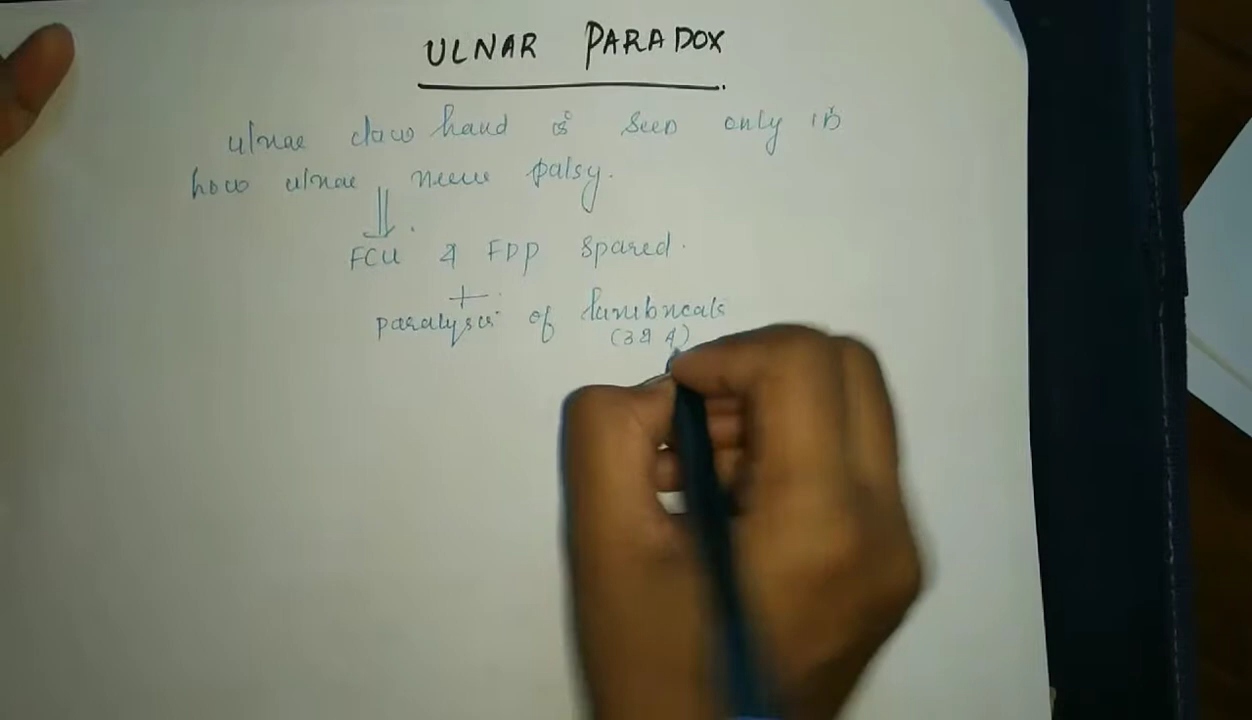 ULNAR PARADOX
ulnar claw hand is seen only in
low ulnar nerve palsy.
FCU & FDP spared.
+
paralysis of lumbricals
(3 & 4)